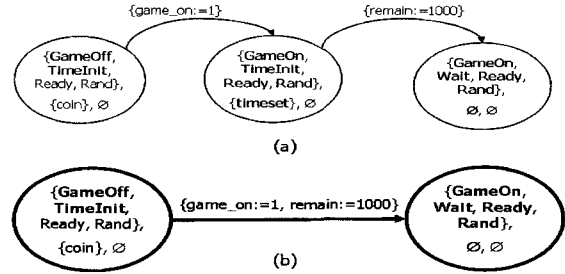 {game_on:=1}
{remain:=1000}
{GameOff,
TimeInit,
Ready, Rand},
{coin}, ∅
{GameOn,
TimeInit,
Ready, Rand},
{timeset}, ∅
{GameOn,
Wait, Ready,
Rand},
∅, ∅
(a)
{GameOff,
TimeInit,
Ready, Rand},
{coin}, ∅
{game_on:=1, remain:=1000}
{GameOn,
Wait, Ready,
Rand},
∅, ∅
(b)